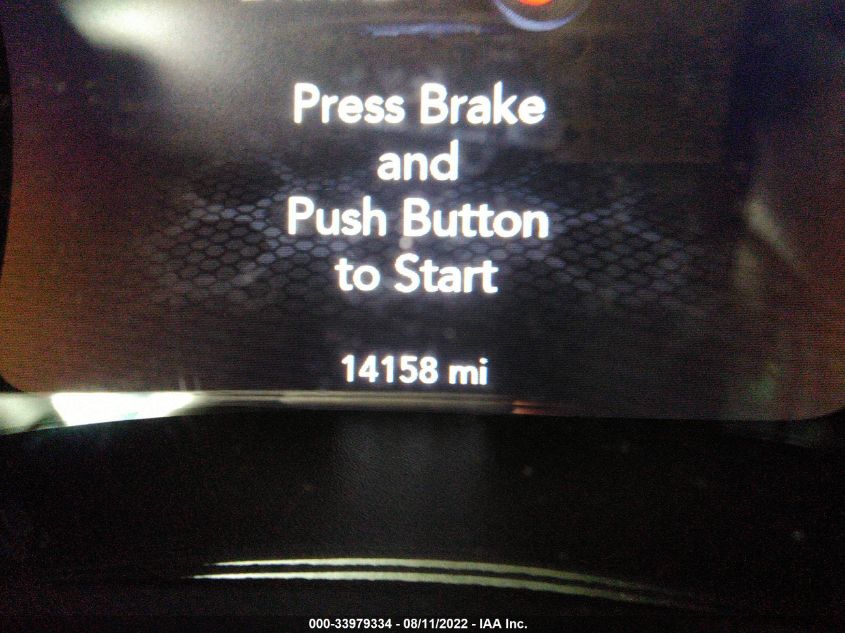 Press Brake
and
Push Button
to Start
14158 mi
000-33979334 - 08/11/2022 - IAA Inc.